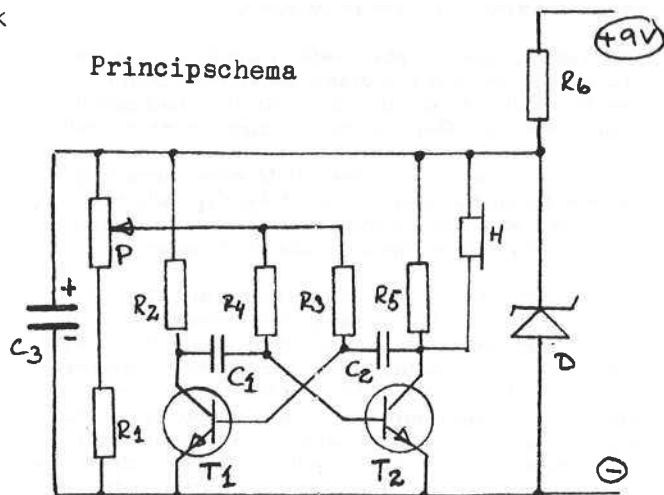 K
+9V
Principschema
R6
P
H
R2
R4
R3
R5
+
-
C3
C1
C2
D
R1
T1
T2
-